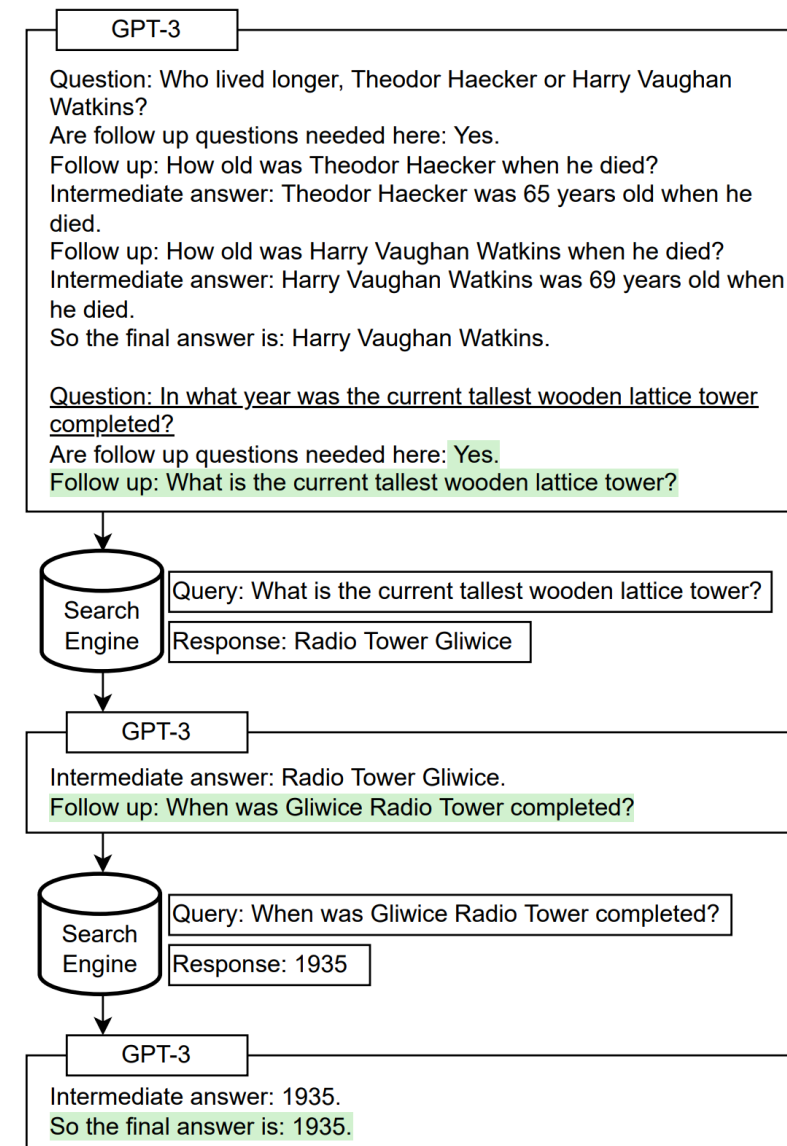 GPT-3
Question: Who lived longer, Theodor Haecker or Harry Vaughan
Watkins?
Are follow up questions needed here: Yes.
Follow up: How old was Theodor Haecker when he died?
Intermediate answer: Theodor Haecker was 65 years old when he
died.
Follow up: How old was Harry Vaughan Watkins when he died?
Intermediate answer: Harry Vaughan Watkins was 69 years old when
he died.
So the final answer is: Harry Vaughan Watkins.
Question: In what year was the current tallest wooden lattice tower
completed?
Are follow up questions needed here: Yes.
Follow up: What is the current tallest wooden lattice tower?
Search
Engine
Query: What is the current tallest wooden lattice tower?
Response: Radio Tower Gliwice
GPT-3
Intermediate answer: Radio Tower Gliwice.
Follow up: When was Gliwice Radio Tower completed?
Search
Engine
Query: When was Gliwice Radio Tower completed?
Response: 1935
GPT-3
Intermediate answer: 1935.
So the final answer is: 1935.